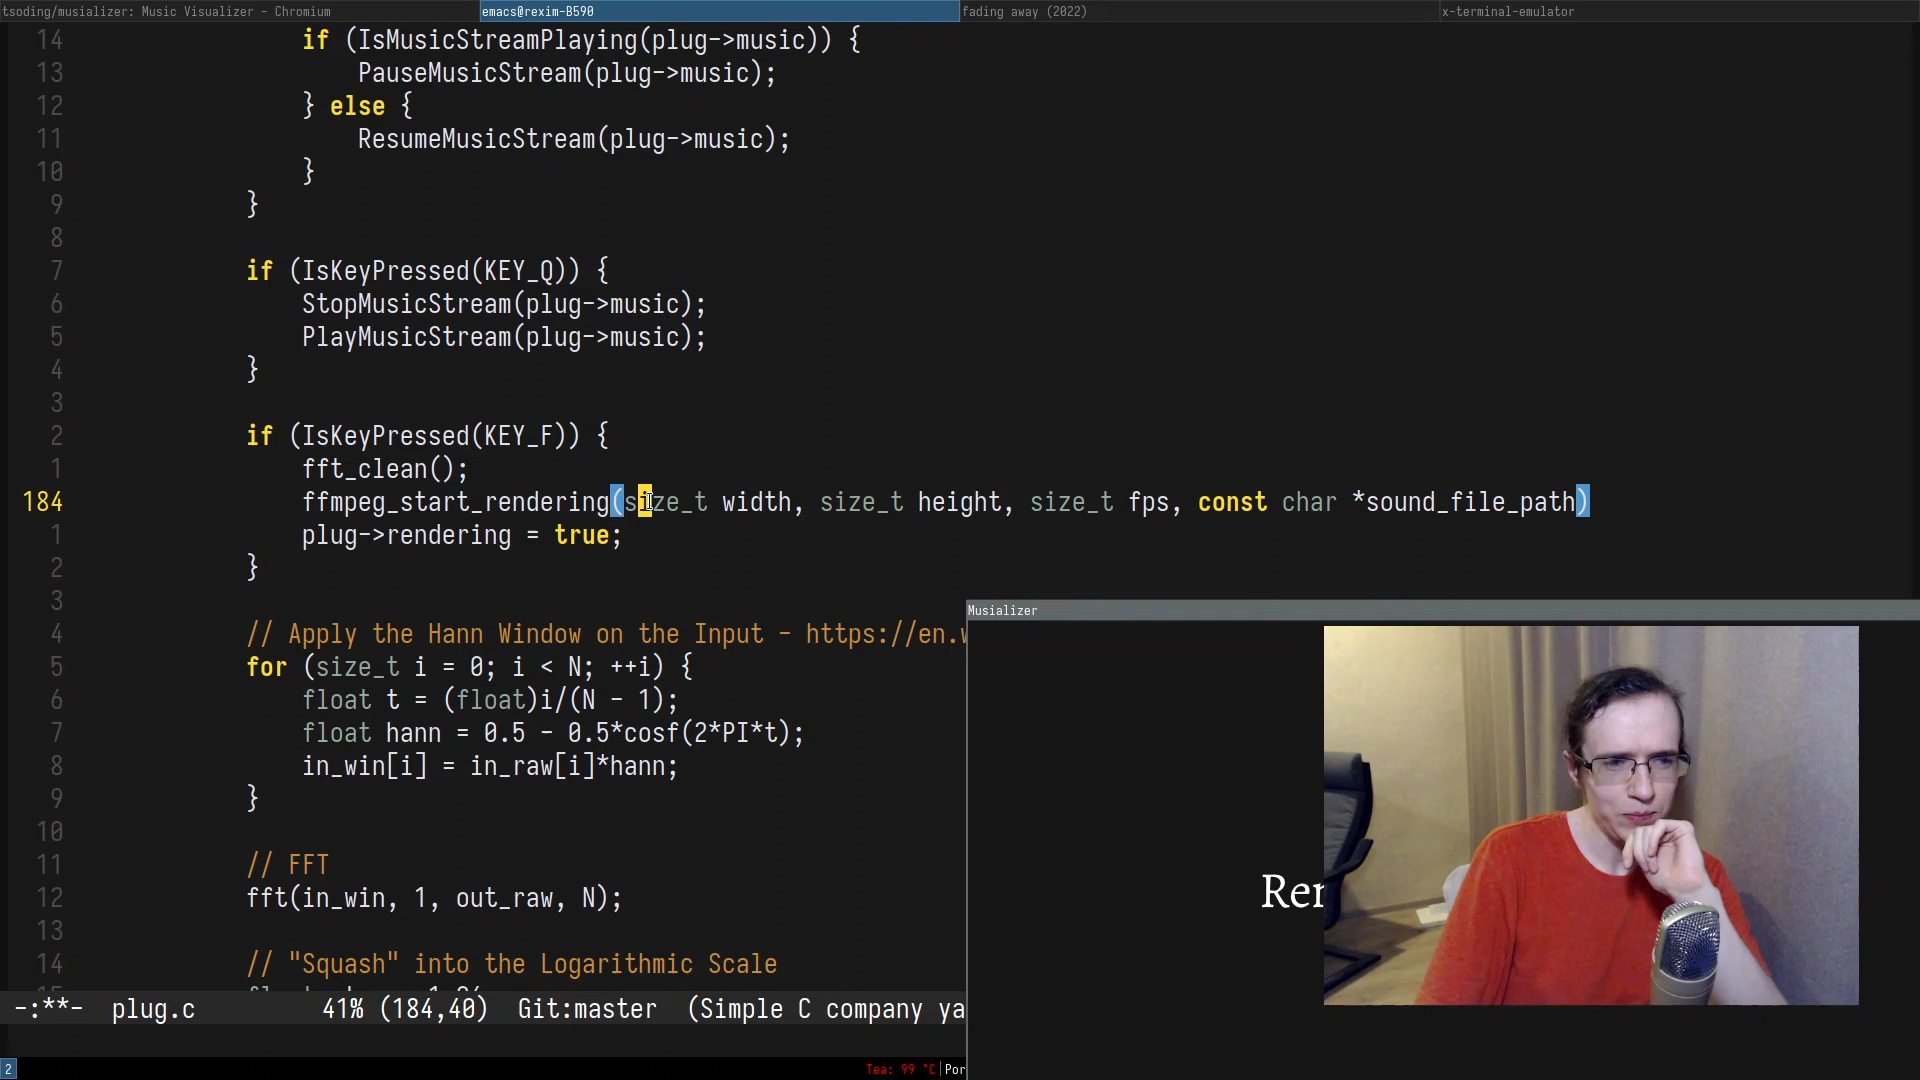 tsoding/musializer: Music Visualizer - Chromium
emacs@rexim-B590
fading away (2022)
x-terminal-emulator
14 if (IsMusicStreamPlaying(plug->music)) {
13 PauseMusicStream(plug->music);
12 } else {
11 ResumeMusicStream(plug->music);
10 }
9 }
8
7 if (IsKeyPressed(KEY_Q)) {
6 StopMusicStream(plug->music);
5 PlayMusicStream(plug->music);
4 }
3
2 if (IsKeyPressed(KEY_F)) {
1 fft_clean();
184 ffmpeg_start_rendering(size_t width, size_t height, size_t fps, const char *sound_file_path)
1 plug->rendering = true;
2 }
3
4 // Apply the Hann Window on the Input - https://en.w
5 for (size_t i = 0; i < N; ++i) {
6 float t = (float)i/(N - 1);
7 float hann = 0.5 - 0.5*cosf(2*PI*t);
8 in_win[i] = in_raw[i]*hann;
9 }
10
11 // FFT
12 fft(in_win, 1, out_raw, N);
13
14 // "Squash" into the Logarithmic Scale
-:**- plug.c 41% (184,40) Git:master (Simple C company ya
Musializer
Ren
2
Tea: 99 °C|Por